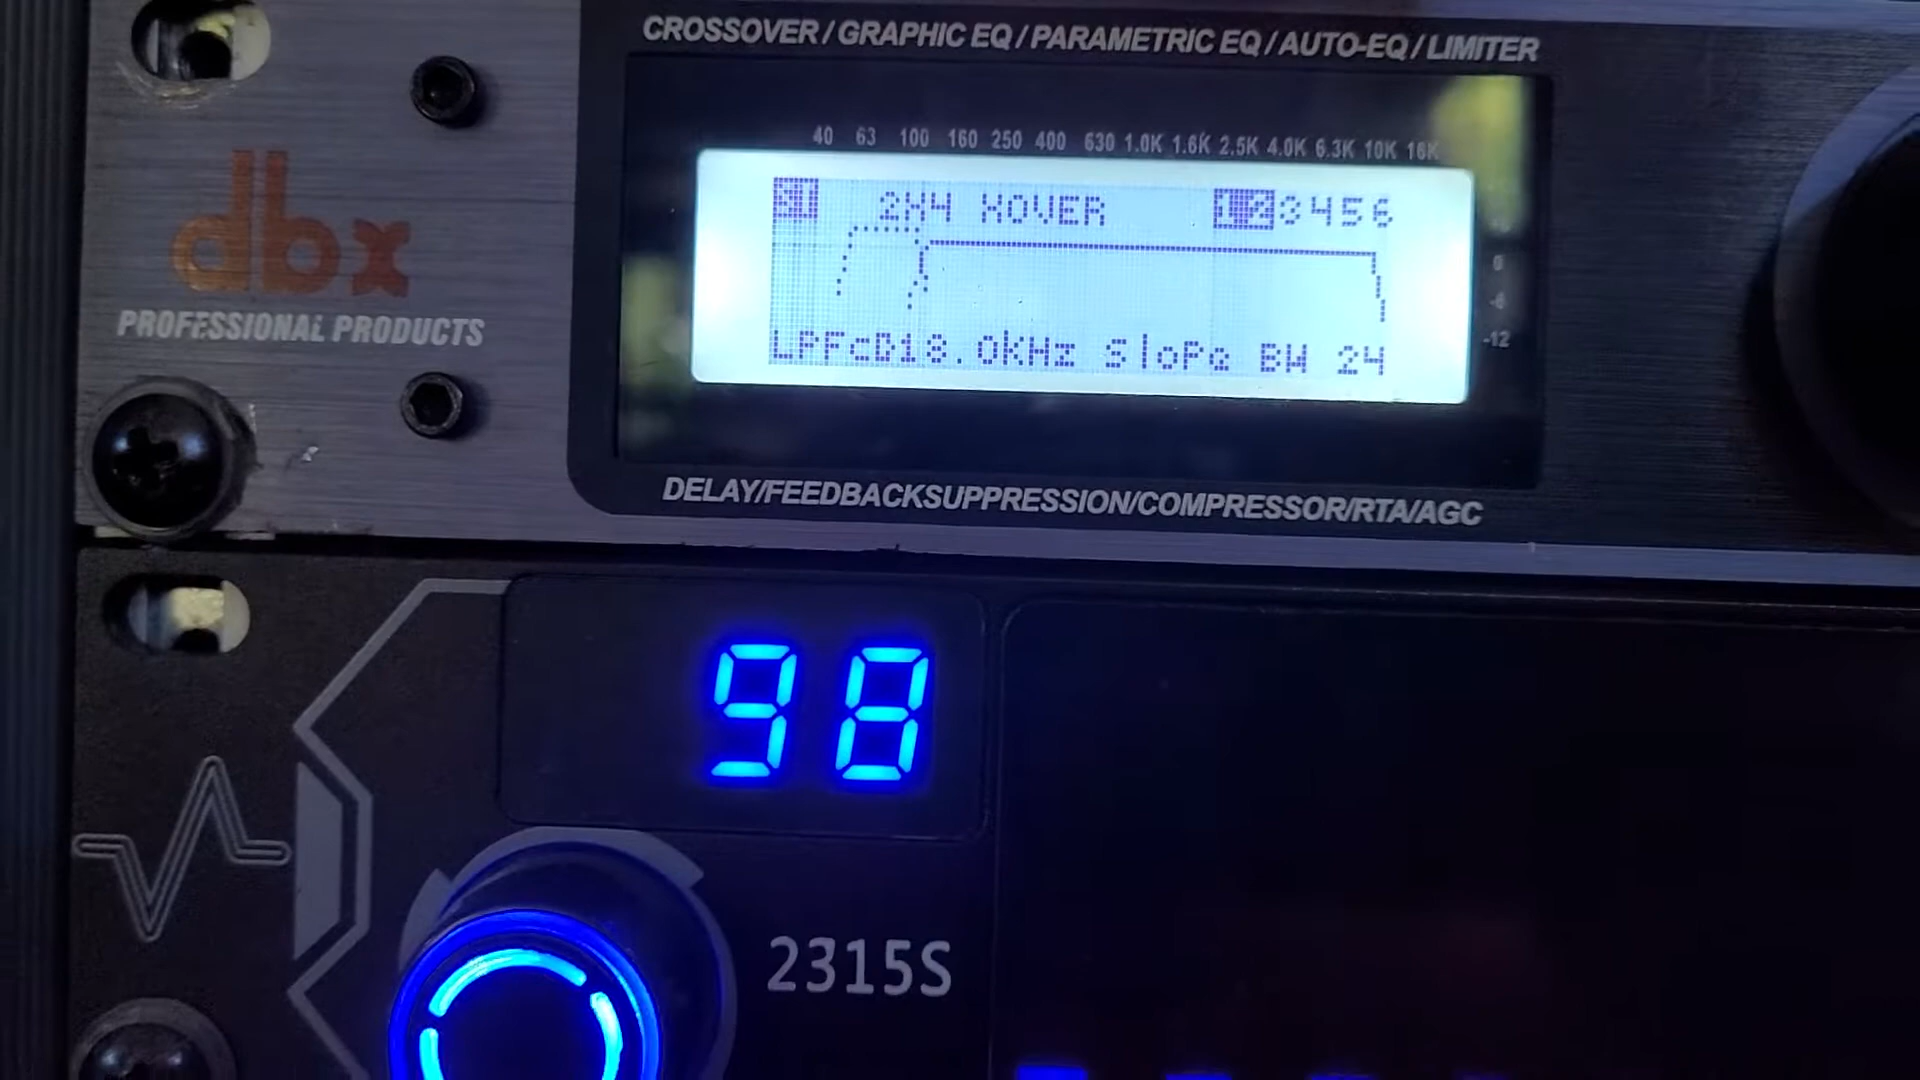 CROSSOVER / GRAPHIC EQ / PARAMETRIC EQ / AUTO-EQ / LIMITER
40 63 100 160 250 400 630 1.0K 1.6K 2.5K 4.0K 6.3K 10K 16K
2X4 XOVER 123456
0
-6
-12
LPFcD18.0KHz Slope BW 24
dbx
PROFESSIONAL PRODUCTS
DELAY/FEEDBACKSUPPRESSION/COMPRESSOR/RTA/AGC
98
2315S